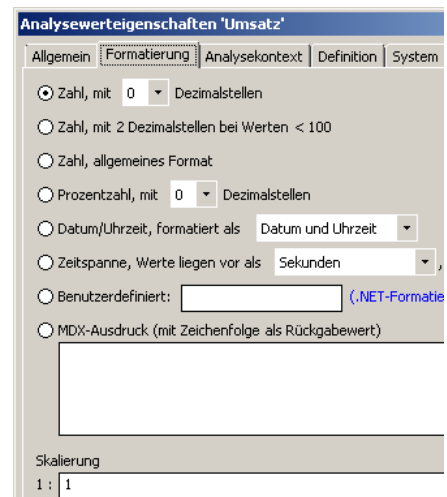 Analysewerteigenschaften 'Umsatz'
Allgemein Formatierung Analysekontext Definition System
Zahl, mit 0 Dezimalstellen
Zahl, mit 2 Dezimalstellen bei Werten < 100
Zahl, allgemeines Format
Prozentzahl, mit 0 Dezimalstellen
Datum/Uhrzeit, formatiert als Datum und Uhrzeit
Zeitspanne, Werte liegen vor als Sekunden ,
Benutzerdefiniert: (.NET-Formatie
MDX-Ausdruck (mit Zeichenfolge als Rückgabewert)
Skalierung
1 : 1